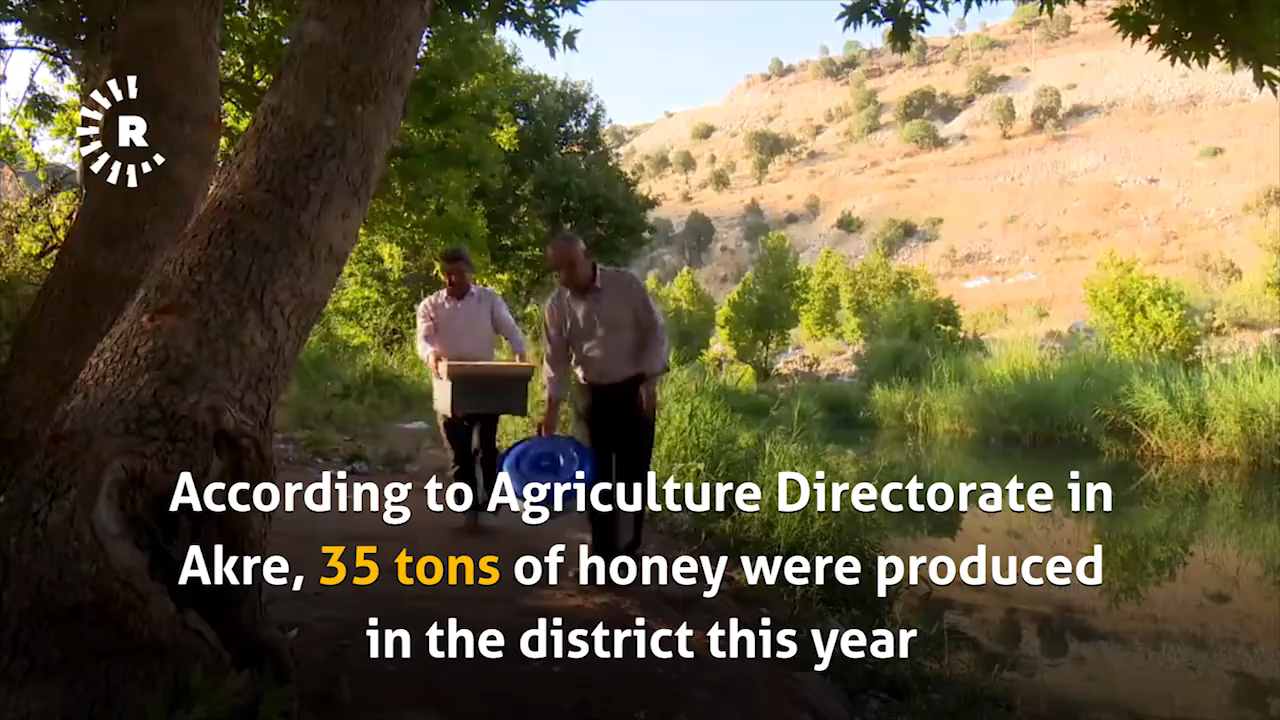 R
According to Agriculture Directorate in
Akre, 35 tons of honey were produced
in the district this year